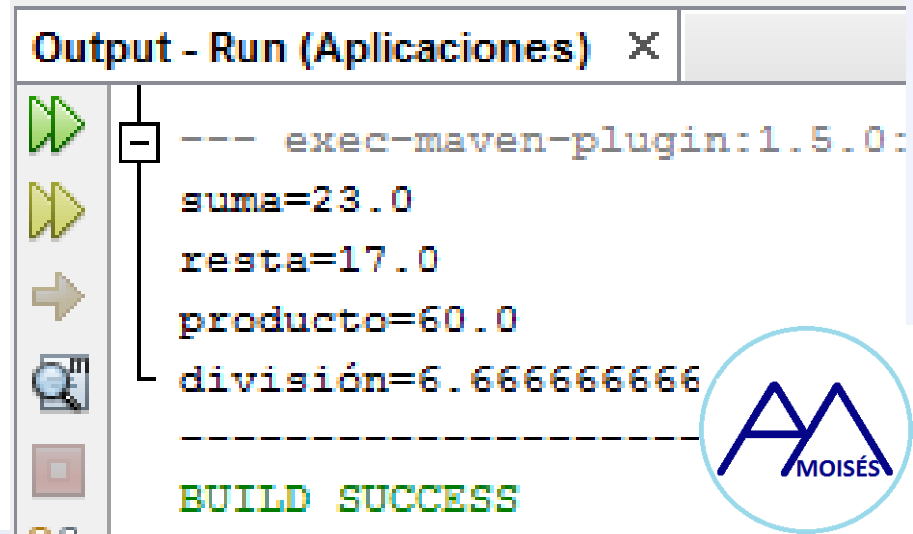 Output - Run (Aplicaciones)
--- exec-maven-plugin:1.5.0:
suma=23.0
resta=17.0
producto=60.0
división=6.666666666
---------------------
BUILD SUCCESS
MOISÉS